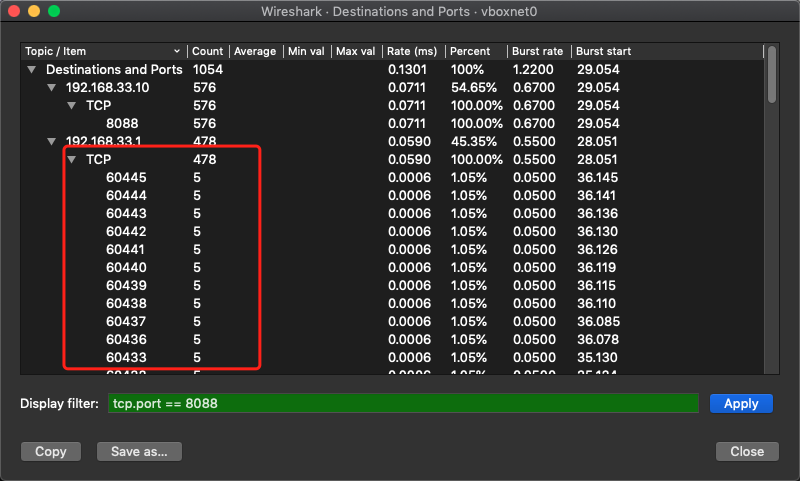 Wireshark · Destinations and Ports · vboxnet0
Topic / Item Count Average Min val Max val Rate (ms) Percent Burst rate Burst start
Destinations and Ports 1054 0.1301 100% 1.2200 29.054
192.168.33.10 576 0.0711 54.65% 0.6700 29.054
TCP 576 0.0711 100.00% 0.6700 29.054
8088 576 0.0711 100.00% 0.6700 29.054
192.168.33.1 478 0.0590 45.35% 0.5500 28.051
TCP 478 0.0590 100.00% 0.5500 28.051
60445 5 0.0006 1.05% 0.0500 36.145
60444 5 0.0006 1.05% 0.0500 36.141
60443 5 0.0006 1.05% 0.0500 36.136
60442 5 0.0006 1.05% 0.0500 36.130
60441 5 0.0006 1.05% 0.0500 36.126
60440 5 0.0006 1.05% 0.0500 36.119
60439 5 0.0006 1.05% 0.0500 36.115
60438 5 0.0006 1.05% 0.0500 36.110
60437 5 0.0006 1.05% 0.0500 36.085
60436 5 0.0006 1.05% 0.0500 36.078
60433 5 0.0006 1.05% 0.0500 35.130
Display filter: tcp.port == 8088 Apply
Copy Save as... Close